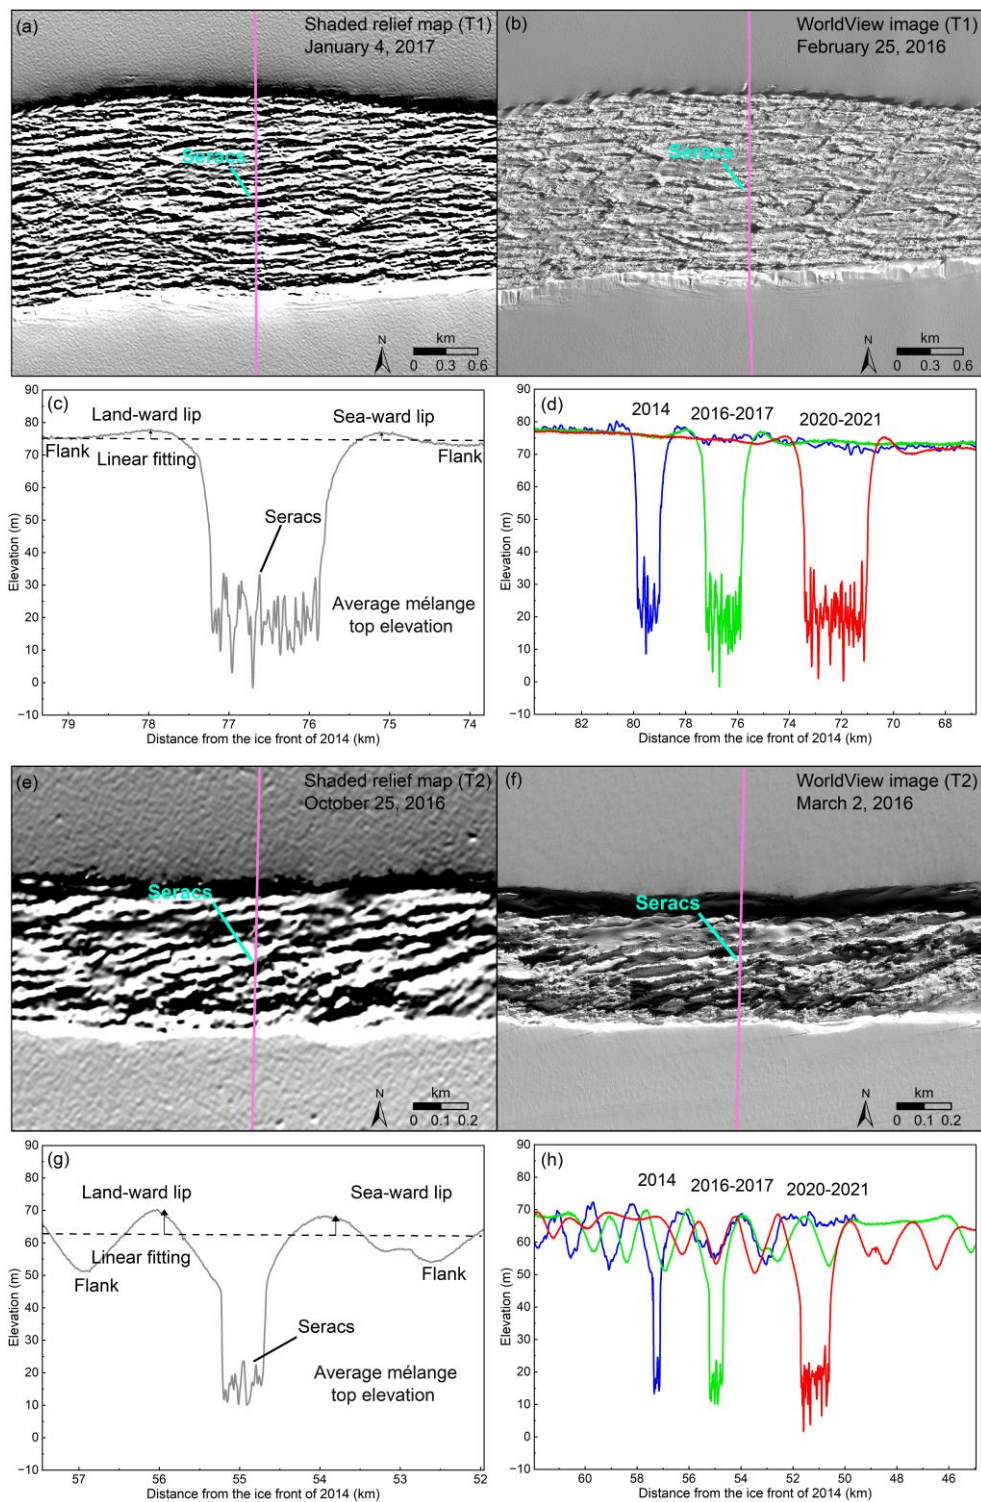 (a)
Shaded relief map (T1)
January 4, 2017
Seracs
N
km
0 0.3 0.6
(b)
WorldView image (T1)
February 25, 2016
Seracs
N
km
0 0.3 0.6
(c)
Land-ward lip
Sea-ward lip
Flank
Linear fitting
Flank
Seracs
Average mélange
top elevation
Elevation (m)
90
80
70
60
50
40
30
20
10
0
−10
79 78 77 76 75 74
Distance from the ice front of 2014 (km)
(d)
2014
2016-2017
2020-2021
Elevation (m)
90
80
70
60
50
40
30
20
10
0
−10
82 80 78 76 74 72 70 68
Distance from the ice front of 2014 (km)
(e)
Shaded relief map (T2)
October 25, 2016
Seracs
N
km
0 0.1 0.2
(f)
WorldView image (T2)
March 2, 2016
Seracs
N
km
0 0.1 0.2
(g)
Land-ward lip
Sea-ward lip
Linear fitting
Flank
Flank
Seracs
Average mélange
top elevation
Elevation (m)
90
80
70
60
50
40
30
20
10
0
−10
57 56 55 54 53 52
Distance from the ice front of 2014 (km)
(h)
2014
2016-2017
2020-2021
Elevation (m)
90
80
70
60
50
40
30
20
10
0
−10
60 58 56 54 52 50 48 46
Distance from the ice front of 2014 (km)